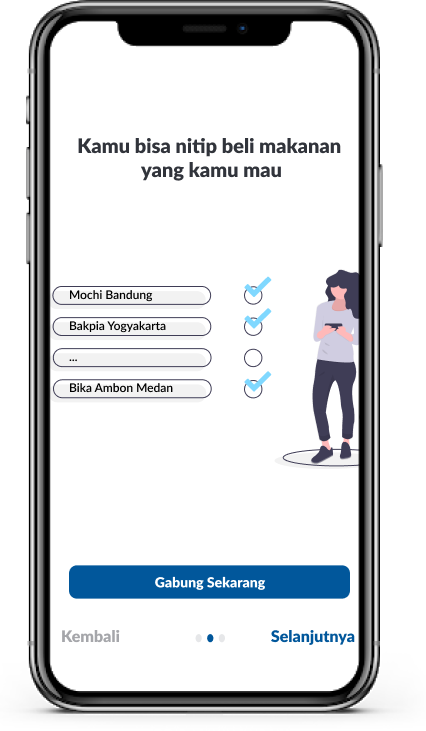 Kamu bisa nitip beli makanan
yang kamu mau
Mochi Bandung
Bakpia Yogyakarta
...
Bika Ambon Medan
Gabung Sekarang
Kembali
Selanjutnya